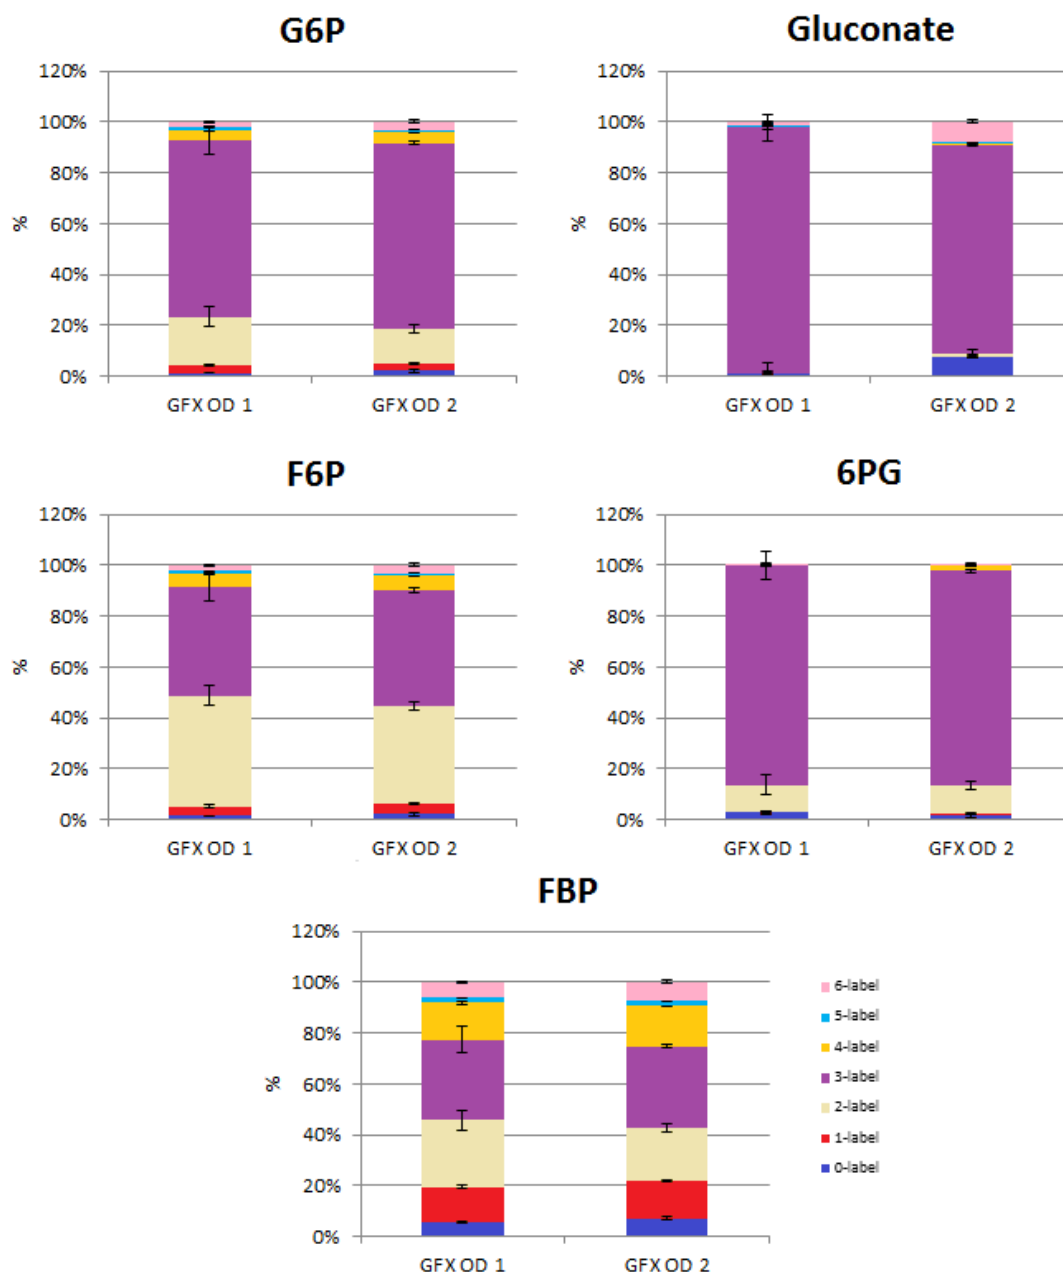 G6P
120%
100%
80%
60%
40%
20%
0%
%
GFX OD 1
GFX OD 2
Gluconate
120%
100%
80%
60%
40%
20%
0%
%
GFX OD 1
GFX OD 2
F6P
120%
100%
80%
60%
40%
20%
0%
%
GFX OD 1
GFX OD 2
6PG
120%
100%
80%
60%
40%
20%
0%
%
GFX OD 1
GFX OD 2
FBP
120%
100%
80%
60%
40%
20%
0%
%
GFX OD 1
GFX OD 2
6-label
5-label
4-label
3-label
2-label
1-label
0-label